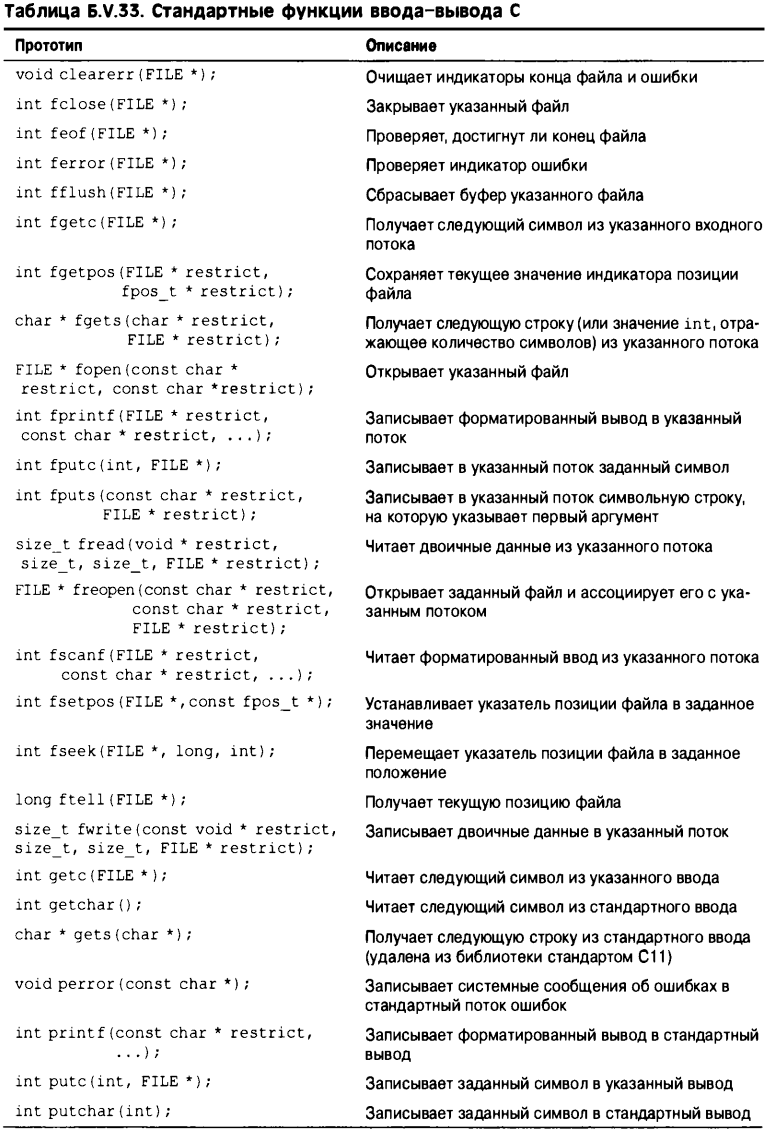 Таблица Б.V.33. Стандартные функции ввода-вывода С
Прототип Описание
void clearerr(FILE *); Очищает индикаторы конца файла и ошибки
int fclose(FILE *); Закрывает указанный файл
int feof(FILE *); Проверяет, достигнут ли конец файла
int ferror(FILE *); Проверяет индикатор ошибки
int fflush(FILE *); Сбрасывает буфер указанного файла
int fgetc(FILE *); Получает следующий символ из указанного входного
потока
int fgetpos(FILE * restrict, Сохраняет текущее значение индикатора позиции
fpos_t * restrict); файла
char * fgets(char * restrict, Получает следующую строку (или значение int, отра-
FILE * restrict); жающее количество символов) из указанного потока
FILE * fopen(const char * Открывает указанный файл
restrict, const char *restrict);
int fprintf(FILE * restrict, Записывает форматированный вывод в указанный
const char * restrict, ...); поток
int fputc(int, FILE *); Записывает в указанный поток заданный символ
int fputs(const char * restrict, Записывает в указанный поток символьную строку,
FILE * restrict); на которую указывает первый аргумент
size_t fread(void * restrict, Читает двоичные данные из указанного потока
size_t, size_t, FILE * restrict);
FILE * freopen(const char * restrict, Открывает заданный файл и ассоциирует его с ука-
const char * restrict, занным потоком
FILE * restrict);
int fscanf(FILE * restrict, Читает форматированный ввод из указанного потока
const char * restrict, ...);
int fsetpos(FILE *,const fpos_t *); Устанавливает указатель позиции файла в заданное
значение
int fseek(FILE *, long, int); Перемещает указатель позиции файла в заданное
положение
long ftell(FILE *); Получает текущую позицию файла
size_t fwrite(const void * restrict, Записывает двоичные данные в указанный поток
size_t, size_t, FILE * restrict);
int getc(FILE *); Читает следующий символ из указанного ввода
int getchar(); Читает следующий символ из стандартного ввода
char * gets(char *); Получает следующую строку из стандартного ввода
(удалена из библиотеки стандартом C11)
void perror(const char *); Записывает системные сообщения об ошибках в
стандартный поток ошибок
int printf(const char * restrict, Записывает форматированный вывод в стандартный
...); вывод
int putc(int, FILE *); Записывает заданный символ в указанный вывод
int putchar(int); Записывает заданный символ в стандартный вывод